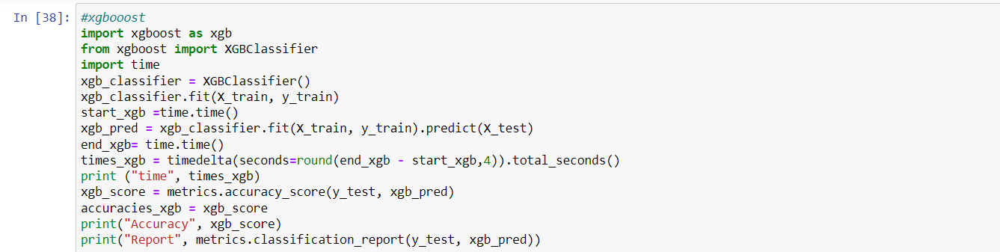 In [38]: #xgbooost
import xgboost as xgb
from xgboost import XGBClassifier
import time
xgb_classifier = XGBClassifier()
xgb_classifier.fit(X_train, y_train)
start_xgb =time.time()
xgb_pred = xgb_classifier.fit(X_train, y_train).predict(X_test)
end_xgb= time.time()
times_xgb = timedelta(seconds=round(end_xgb - start_xgb,4)).total_seconds()
print ("time", times_xgb)
xgb_score = metrics.accuracy_score(y_test, xgb_pred)
accuracies_xgb = xgb_score
print("Accuracy", xgb_score)
print("Report", metrics.classification_report(y_test, xgb_pred))